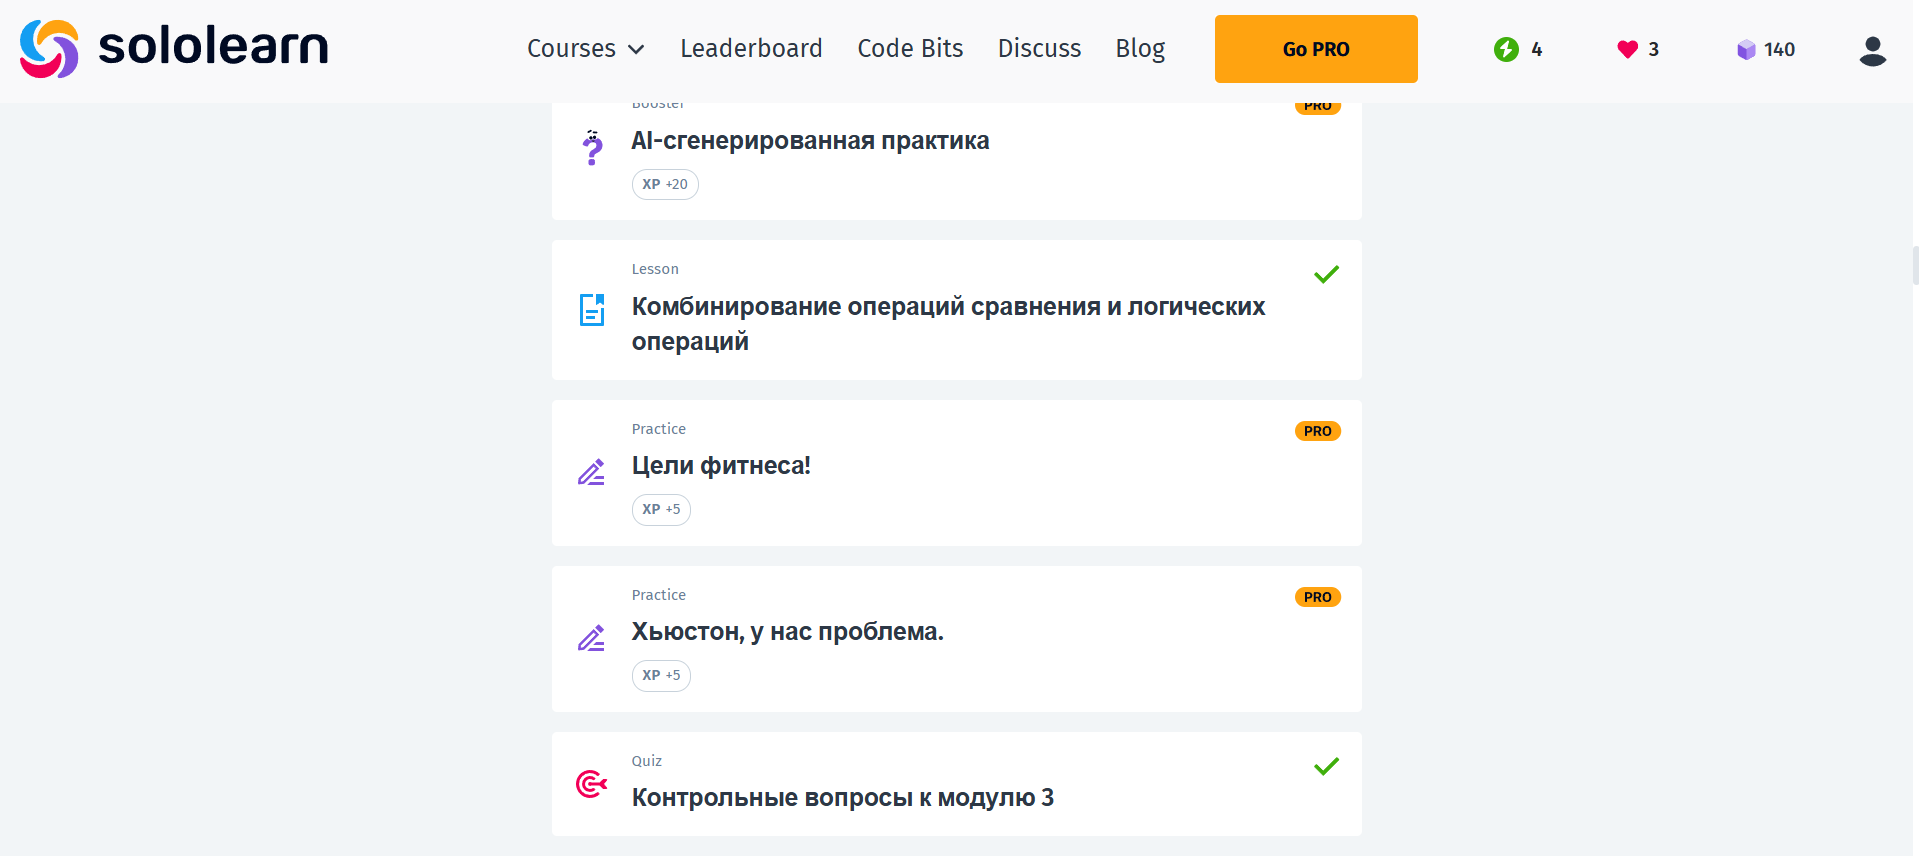 sololearn
Courses Leaderboard Code Bits Discuss Blog Go PRO 4 3 140
Booster PRO
AI-сгенерированная практика
XP +20
Lesson
Комбинирование операций сравнения и логических
операций
Practice PRO
Цели фитнеса!
XP +5
Practice PRO
Хьюстон, у нас проблема.
XP +5
Quiz
Контрольные вопросы к модулю 3